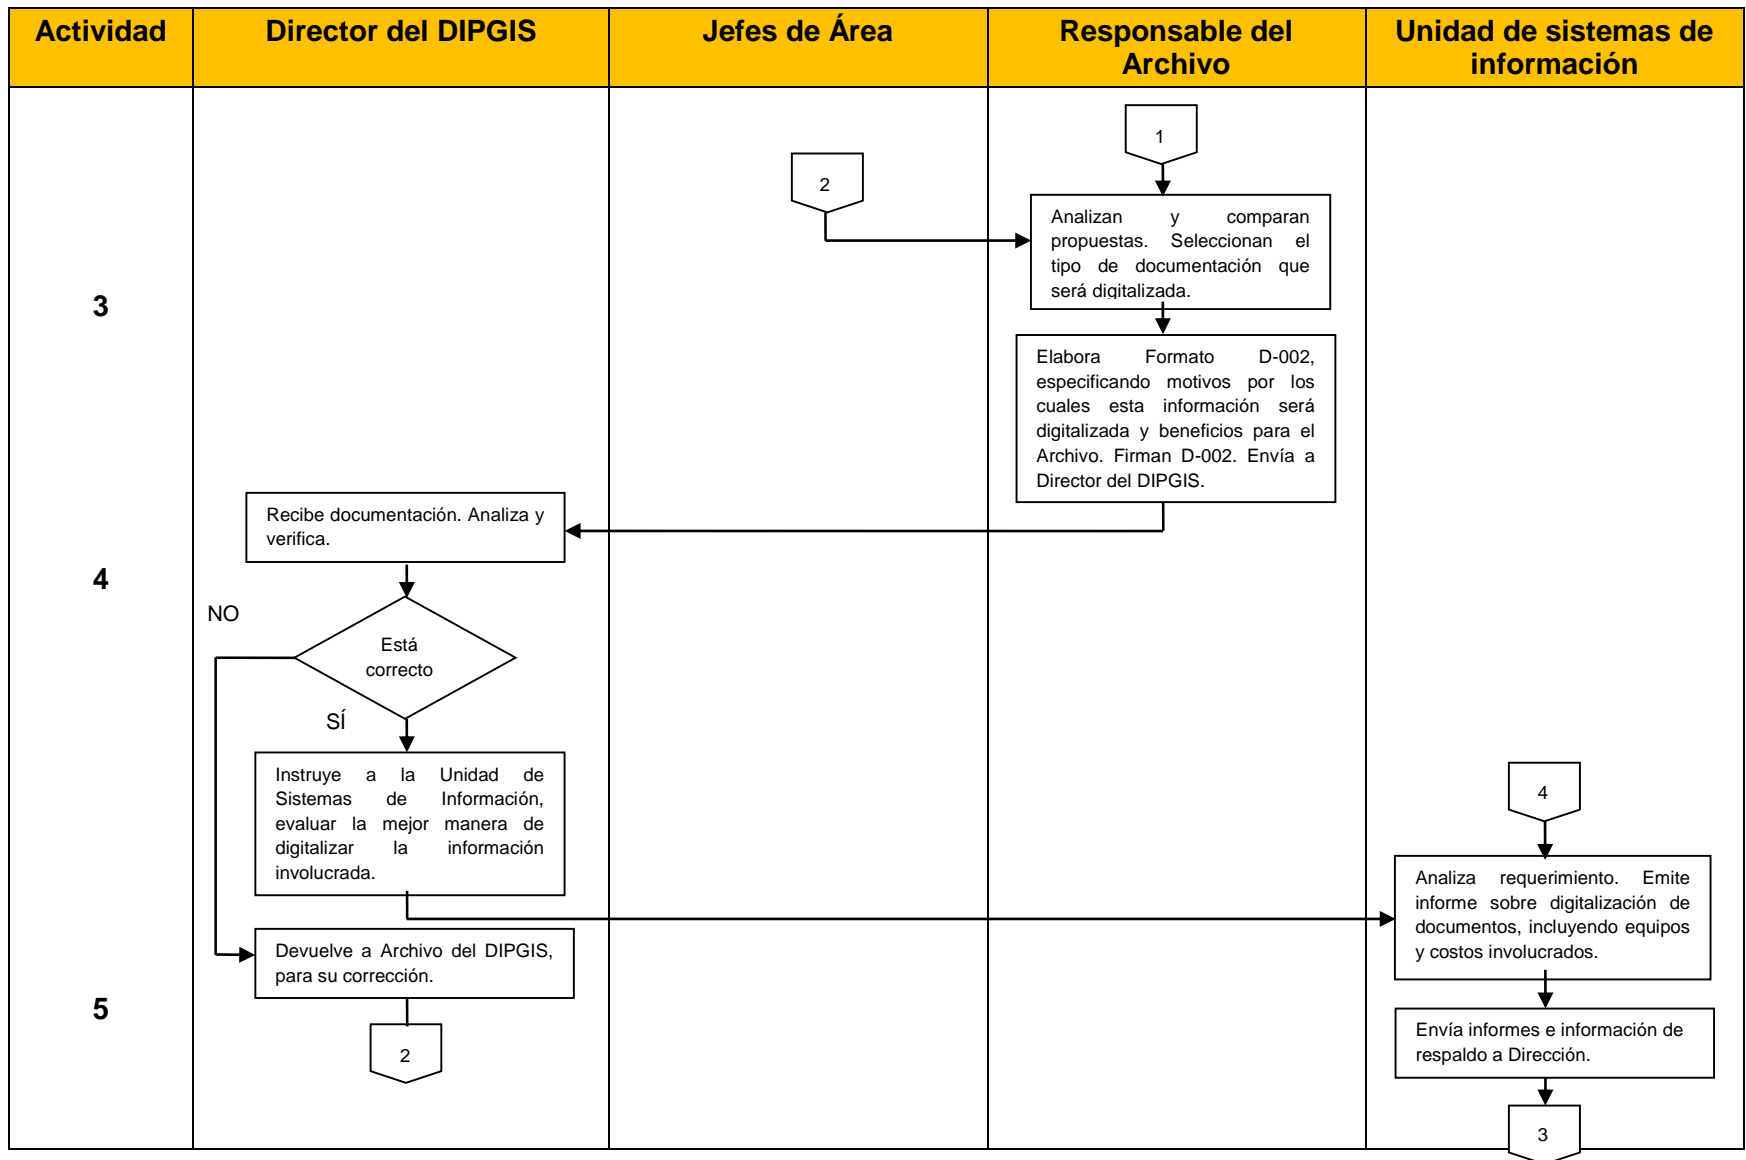 Actividad
Director del DIPGIS
Jefes de Área
Responsable del
Archivo
Unidad de sistemas de
información
1
2
Analizan y comparan
propuestas. Seleccionan el
tipo de documentación que
será digitalizada.
3
Elabora Formato D-002,
especificando motivos por los
cuales esta información será
digitalizada y beneficios para el
Archivo. Firman D-002. Envía a
Director del DIPGIS.
Recibe documentación. Analiza y
verifica.
4
NO
Está
correcto
SÍ
Instruye a la Unidad de
Sistemas de Información,
evaluar la mejor manera de
digitalizar la información
involucrada.
4
Analiza requerimiento. Emite
informe sobre digitalización de
documentos, incluyendo equipos
y costos involucrados.
Devuelve a Archivo del DIPGIS,
para su corrección.
5
2
Envía informes e información de
respaldo a Dirección.
3